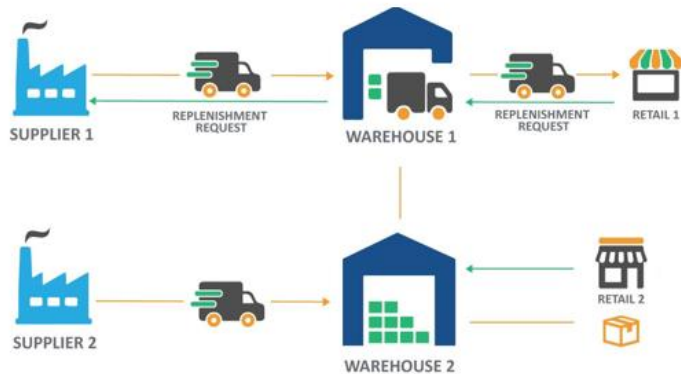 SUPPLIER 1
REPLENISHMENT
REQUEST
WAREHOUSE 1
REPLENISHMENT
REQUEST
RETAIL 1
SUPPLIER 2
WAREHOUSE 2
RETAIL 2